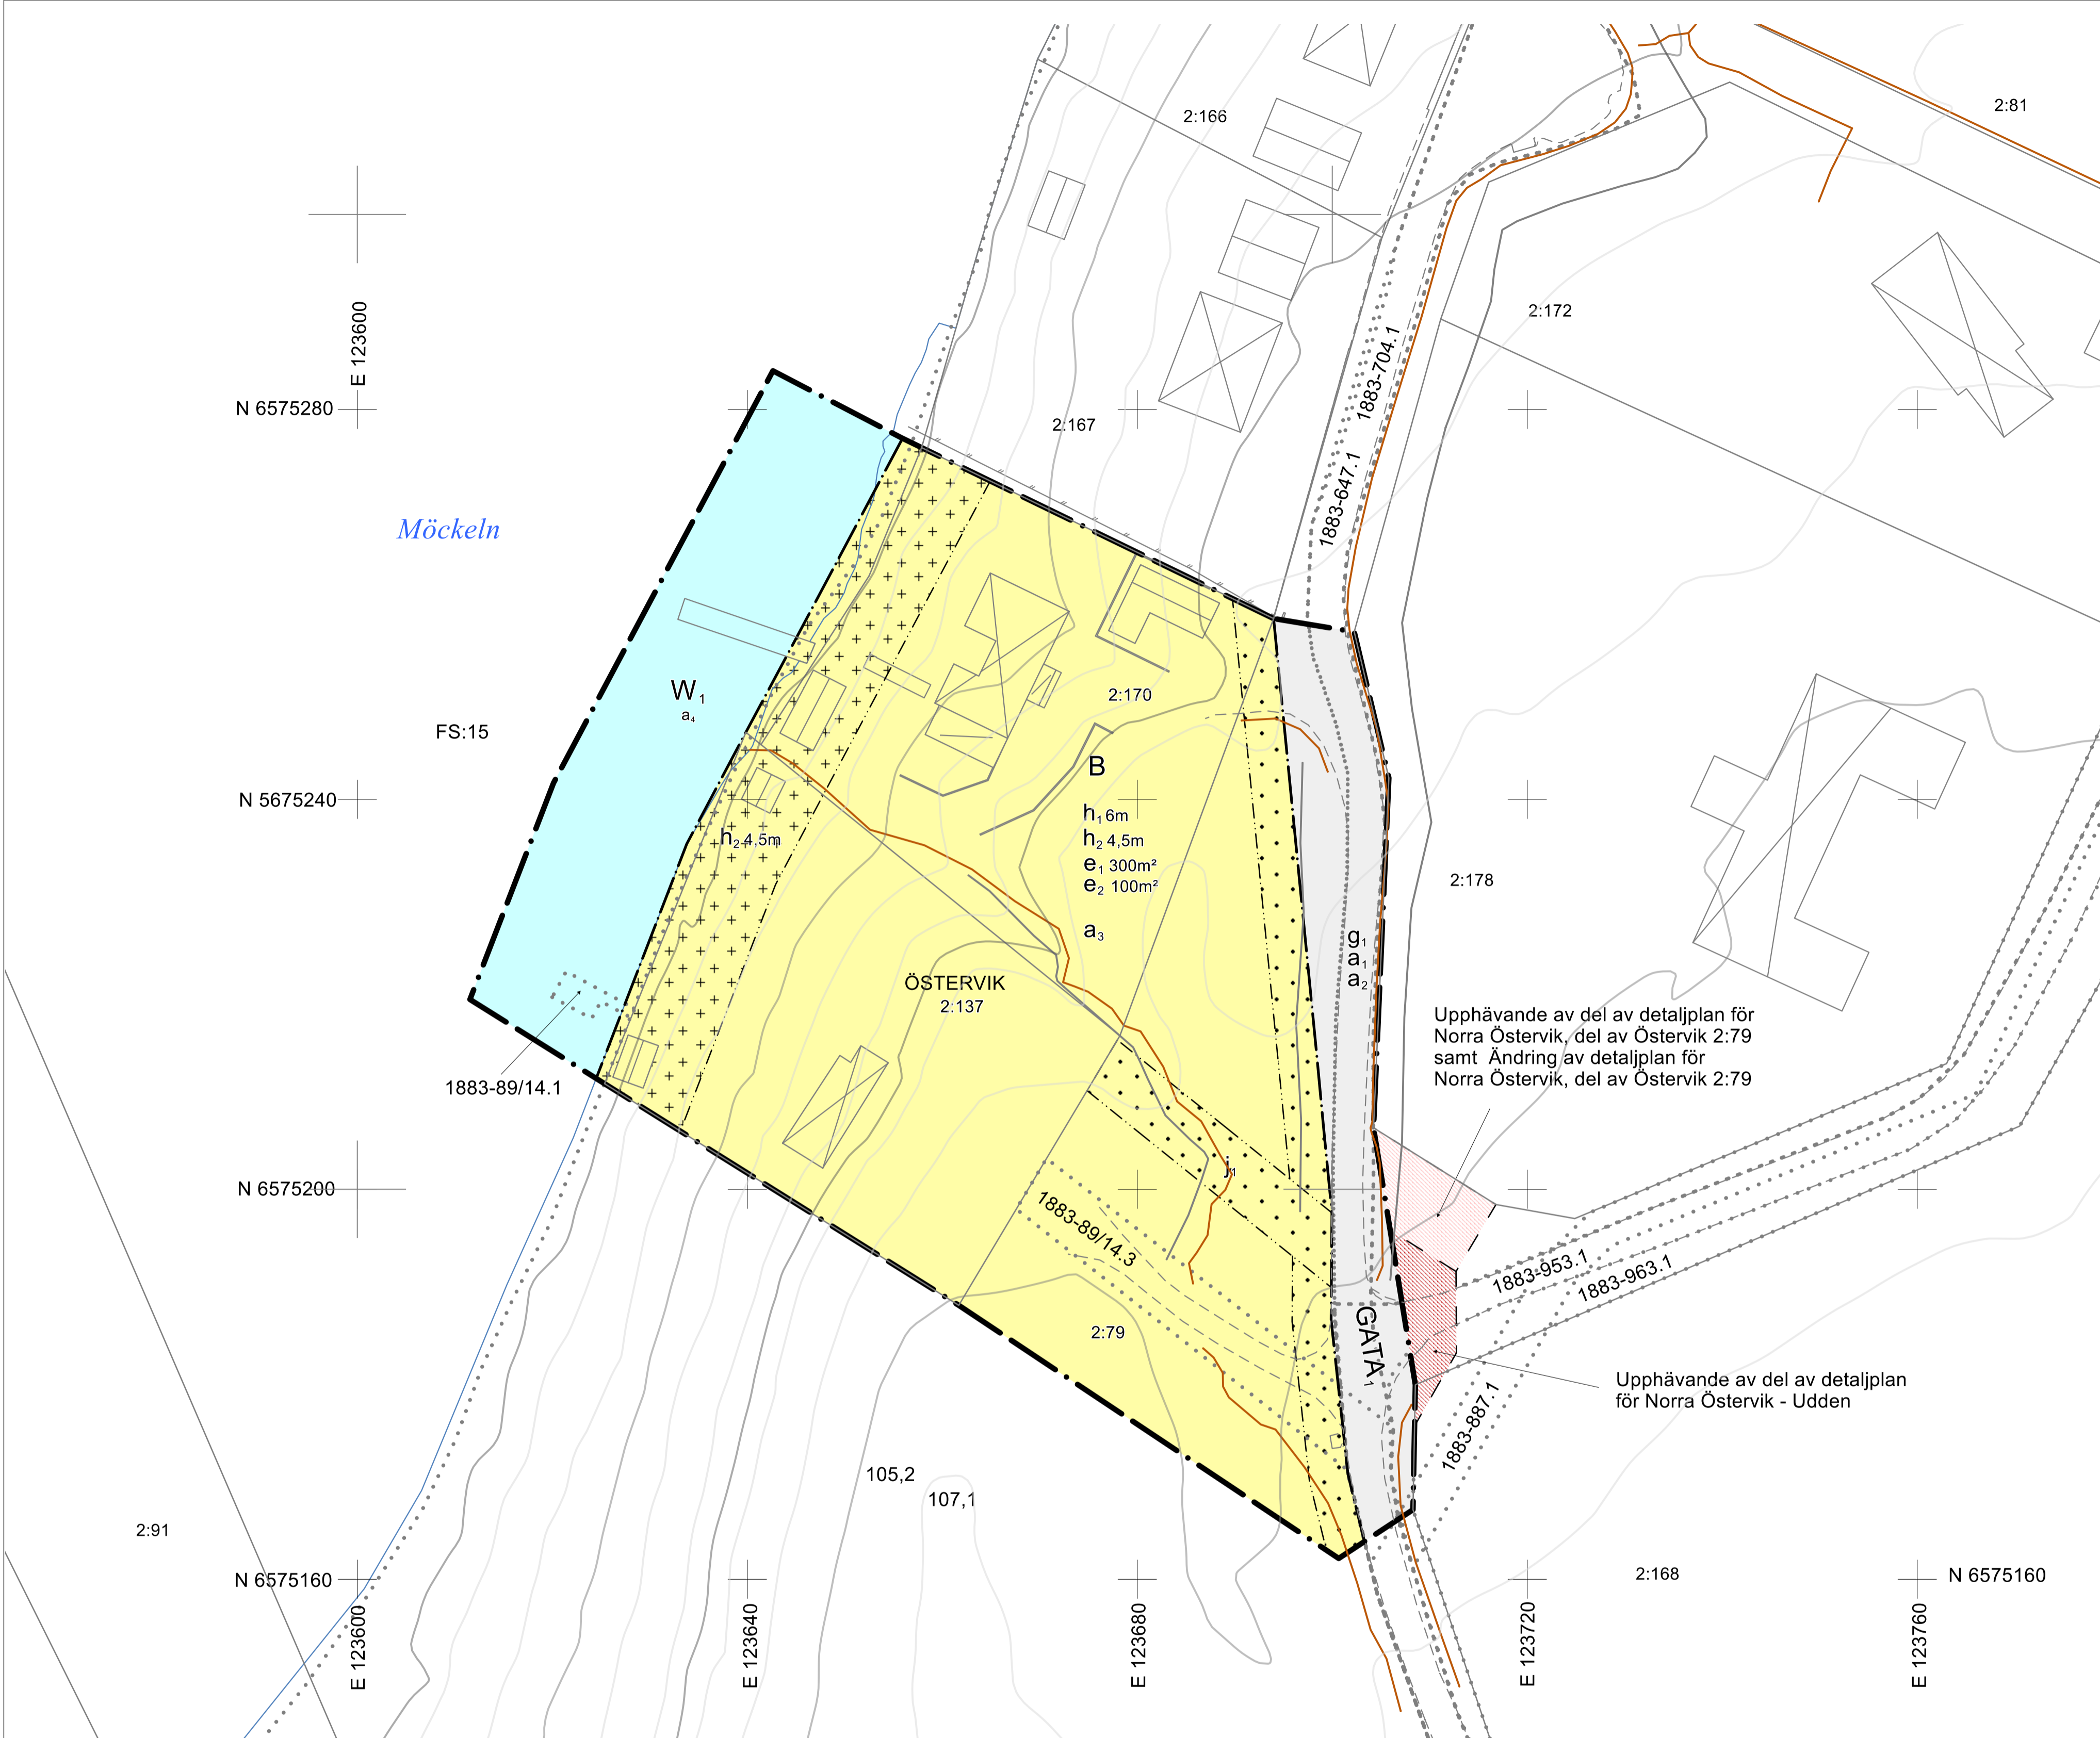 2:166
2:81
E 123600
2:172
1883-704.1
N 6575280
2:167
1883-647.1
Möckeln
W1
a4
2:170
FS:15
B
N 5675240
h1 6m
h2 4,5m
h2 4,5m
e1 300m²
e2 100m²
2:178
a3
g1
a1
a2
ÖSTERVIK
2:137
Upphävande av del av detaljplan för
Norra Östervik, del av Östervik 2:79
samt Ändring av detaljplan för
Norra Östervik, del av Östervik 2:79
1883-89/14.1
j1
N 6575200
1883-89/14.3
1883-953.1
1883-963.1
2:79
GATA1
Upphävande av del av detaljplan
för Norra Östervik - Udden
1883-887.1
105,2
107,1
2:91
2:168
N 6575160
N 6575160
E 123600
E 123640
E 123680
E 123720
E 123760